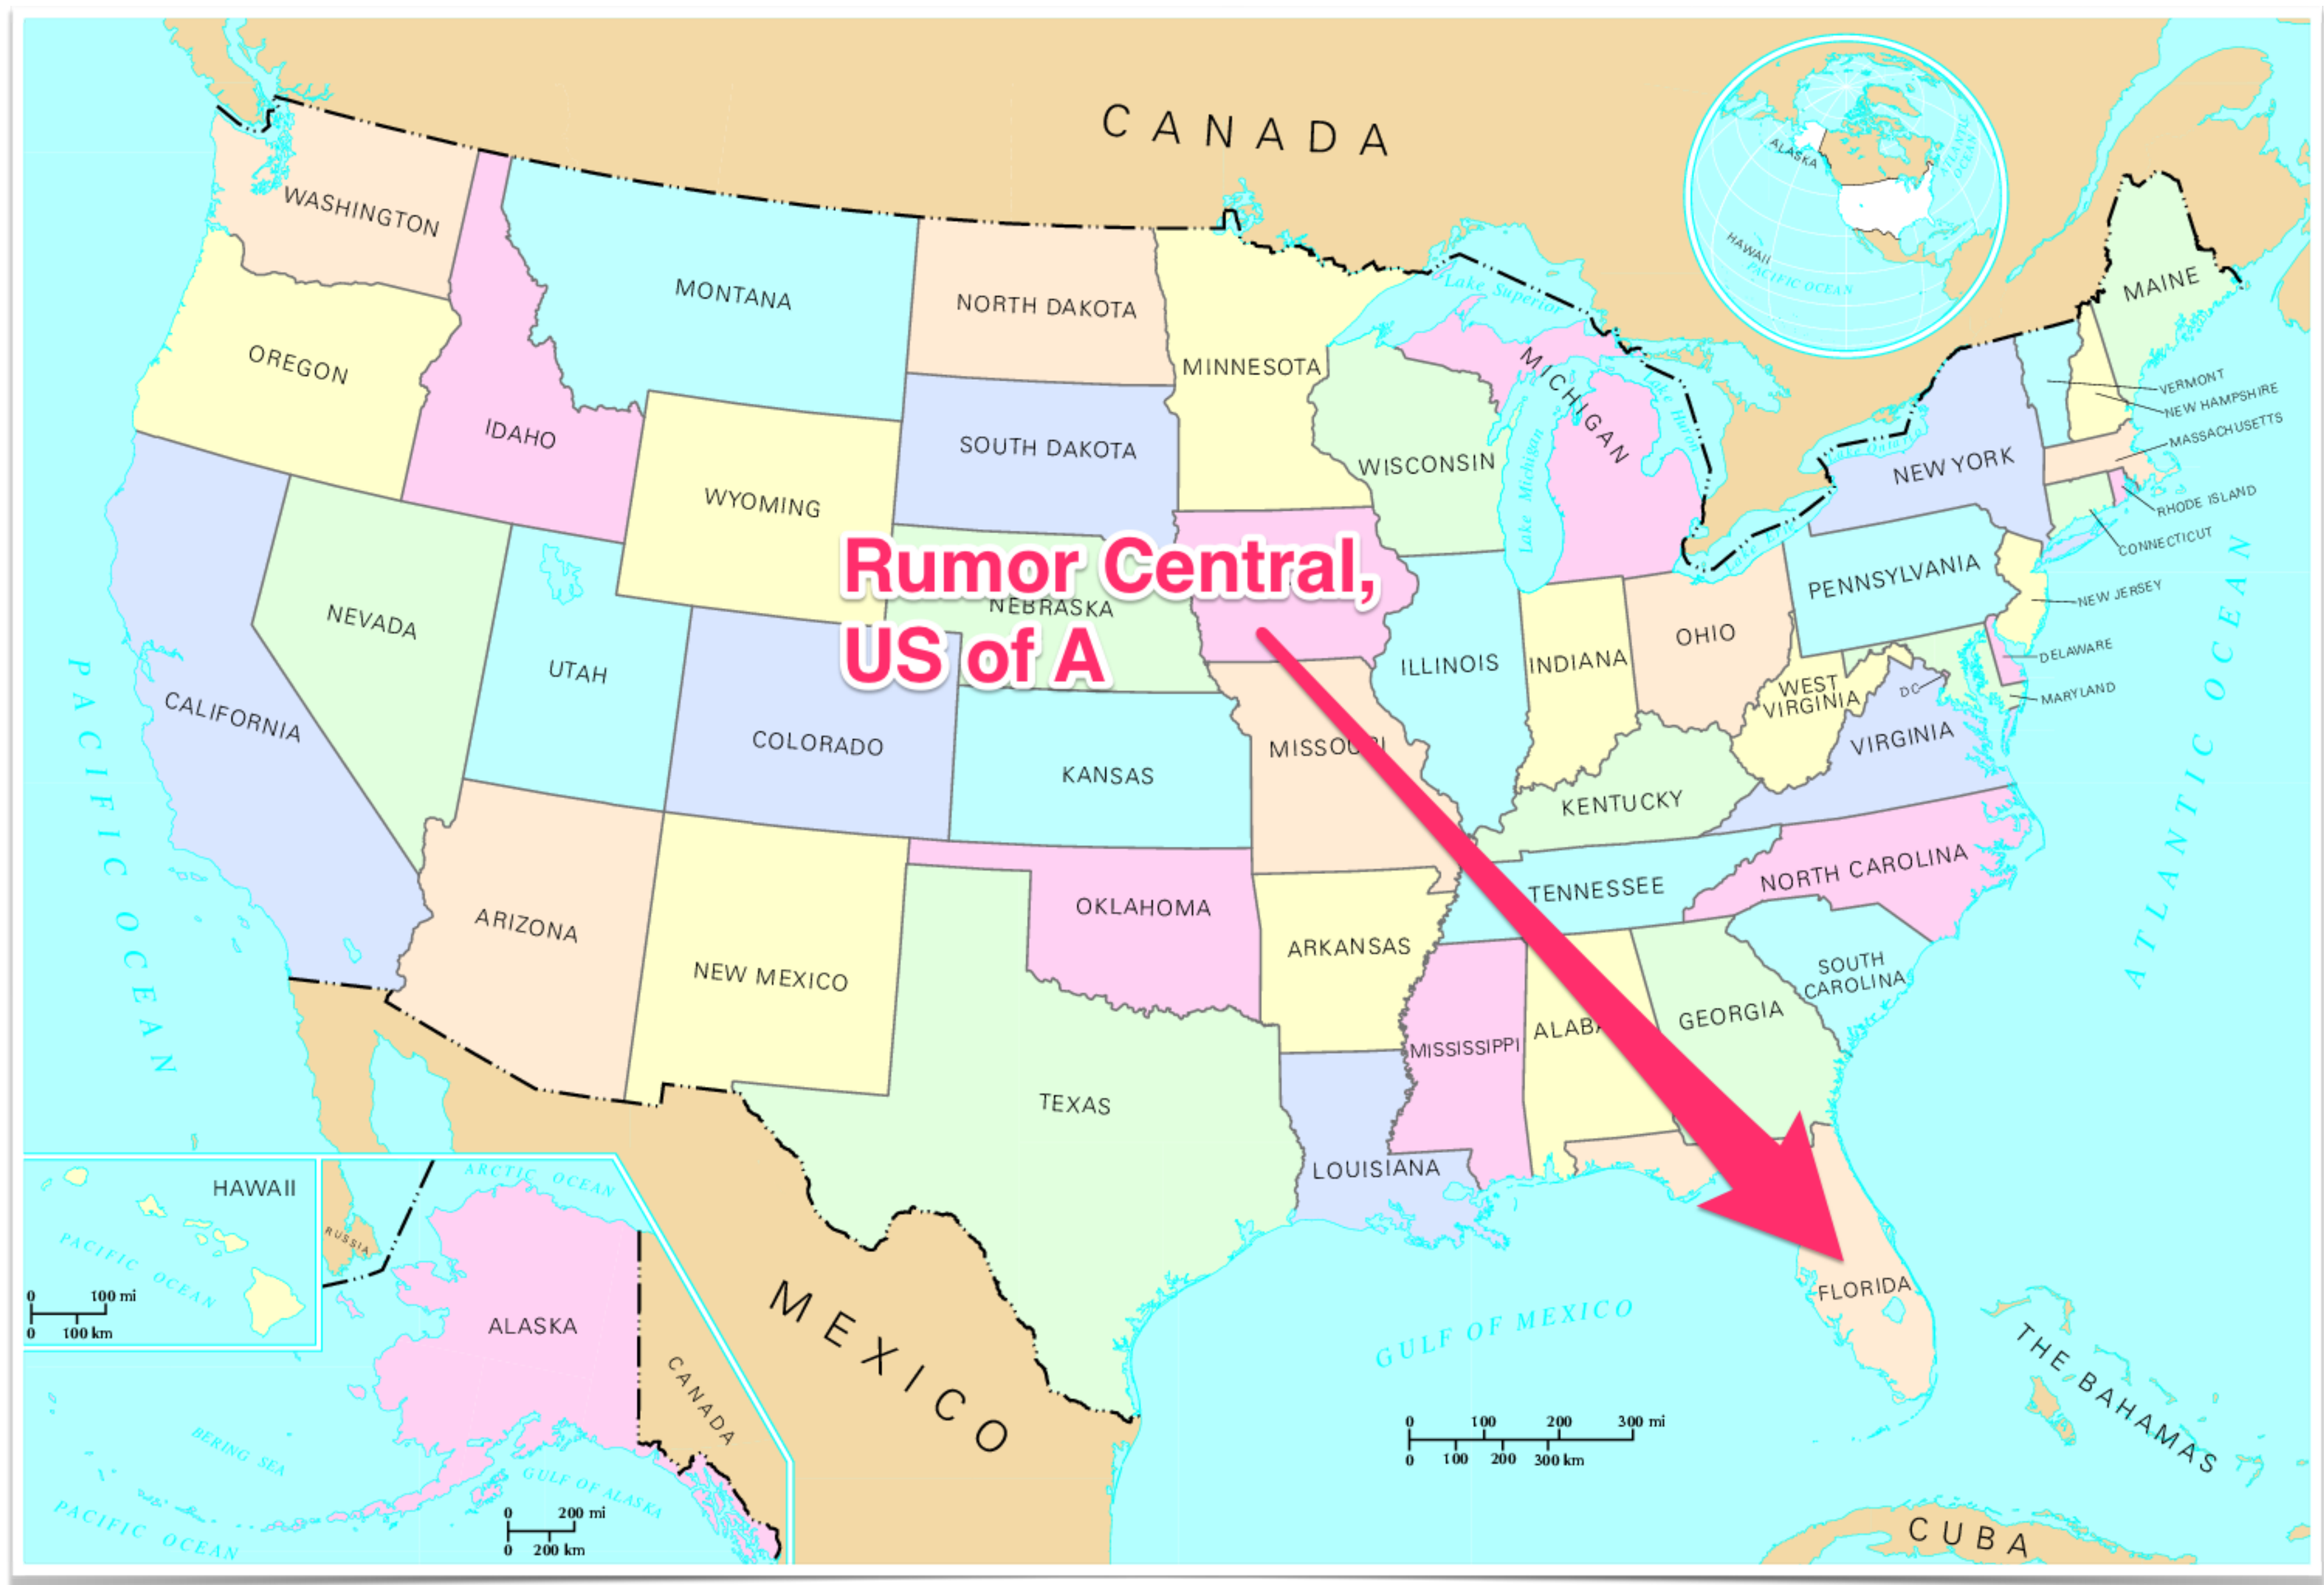 CANADA
ALASKA
ATLANTIC
OCEAN
HAWAII
PACIFIC OCEAN
WASHINGTON
MONTANA
NORTH DAKOTA
MINNESOTA
Lake Superior
MICHIGAN
Lake Huron
Lake Michigan
MAINE
VERMONT
NEW HAMPSHIRE
MASSACHUSETTS
RHODE ISLAND
CONNECTICUT
NEW JERSEY
DELAWARE
MARYLAND
OREGON
IDAHO
SOUTH DAKOTA
WISCONSIN
Lake Ontario
NEW YORK
WYOMING
Lake Erie
PENNSYLVANIA
Rumor Central,
US of A
NEBRASKA
NEVADA
UTAH
ILLINOIS
INDIANA
OHIO
WEST
VIRGINIA
DC
VIRGINIA
CALIFORNIA
COLORADO
KANSAS
MISSOURI
KENTUCKY
PACIFIC OCEAN
ATLANTIC OCEAN
ARIZONA
NEW MEXICO
OKLAHOMA
ARKANSAS
TENNESSEE
NORTH CAROLINA
SOUTH
CAROLINA
TEXAS
LOUISIANA
MISSISSIPPI
ALABA
GEORGIA
FLORIDA
HAWAII
PACIFIC OCEAN
0 100 mi
0 100 km
RUSSIA
ARCTIC OCEAN
ALASKA
CANADA
BERING SEA
PACIFIC OCEAN
GULF OF ALASKA
0 200 mi
0 200 km
MEXICO
GULF OF MEXICO
0 100 200 300 mi
0 100 200 300 km
THE BAHAMAS
CUBA